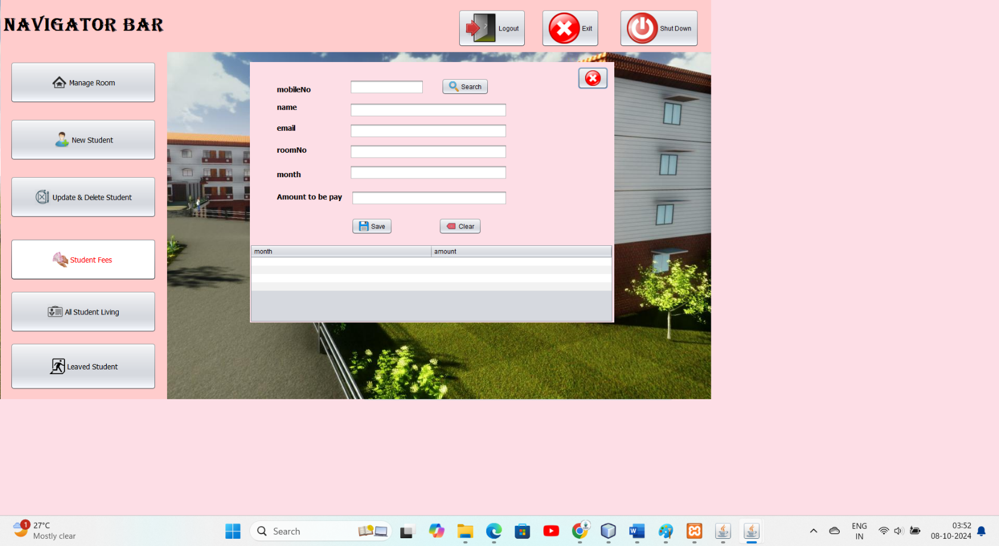 NAVIGATOR BAR
Logout
Exit
Shut Down
Manage Room
New Student
Update & Delete Student
Student Fees
All Student Living
Leaved Student
mobileNo
Search
name
email
roomNo
month
Amount to be pay
Save
Clear
month amount
1
27°C
Mostly clear
Search
ENG
IN
03:52
08-10-2024